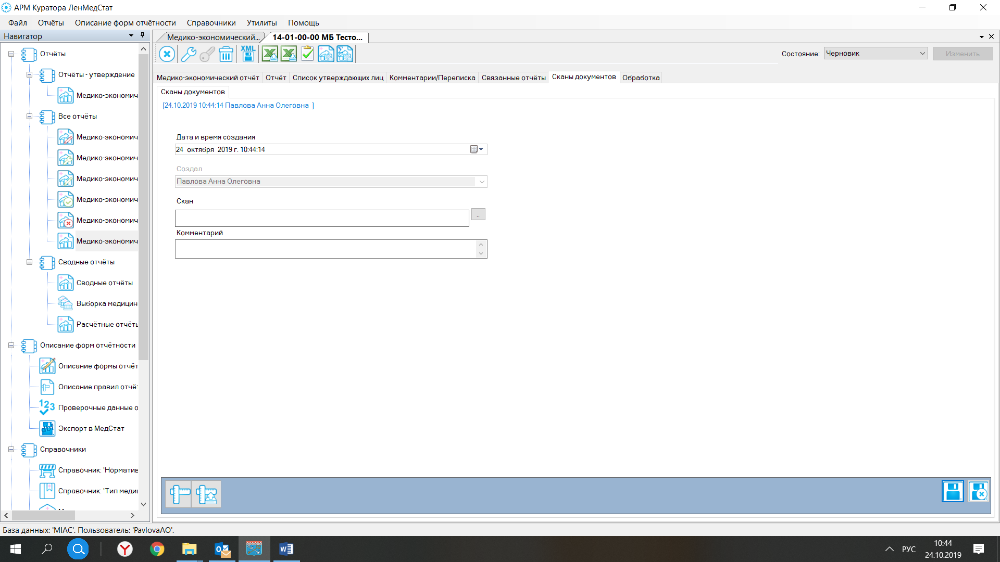 АРМ Куратора ЛенМедСтат
Файл Отчёты Описание форм отчётности Справочники Утилиты Помощь
Навигатор
Отчёты
Отчёты - утверждение
Медико-экономич
Все отчёты
Медико-экономич
Медико-экономич
Медико-экономич
Медико-экономич
Медико-экономич
Медико-экономич
Сводные отчёты
Сводные отчёты
Выборка медицин
Расчётные отчёть
Описание форм отчётности
Описание формы отчёт
Описание правил отчё
123
Проверочные данные о
dbf
Экспорт в МедСтат
Справочники
Справочник: 'Норматив
Справочник: 'Тип меди
Медико-экономический... 14-01-00-00 МБ Тесто...
XML
Состояние: Черновик Изменить
Медико-экономический отчёт Отчёт Список утверждающих лиц Комментарии/Переписка Связанные отчёты Сканы документов Обработка
Сканы документов
[24.10.2019 10:44:14 Павлова Анна Олеговна ]
Дата и время создания
24 октября 2019 г. 10:44:14
Создал
Павлова Анна Олеговна
Скан
..
Комментарий
База данных: 'MIAC'. Пользователь: 'PavlovaAO'.
РУС
10:44
24.10.2019